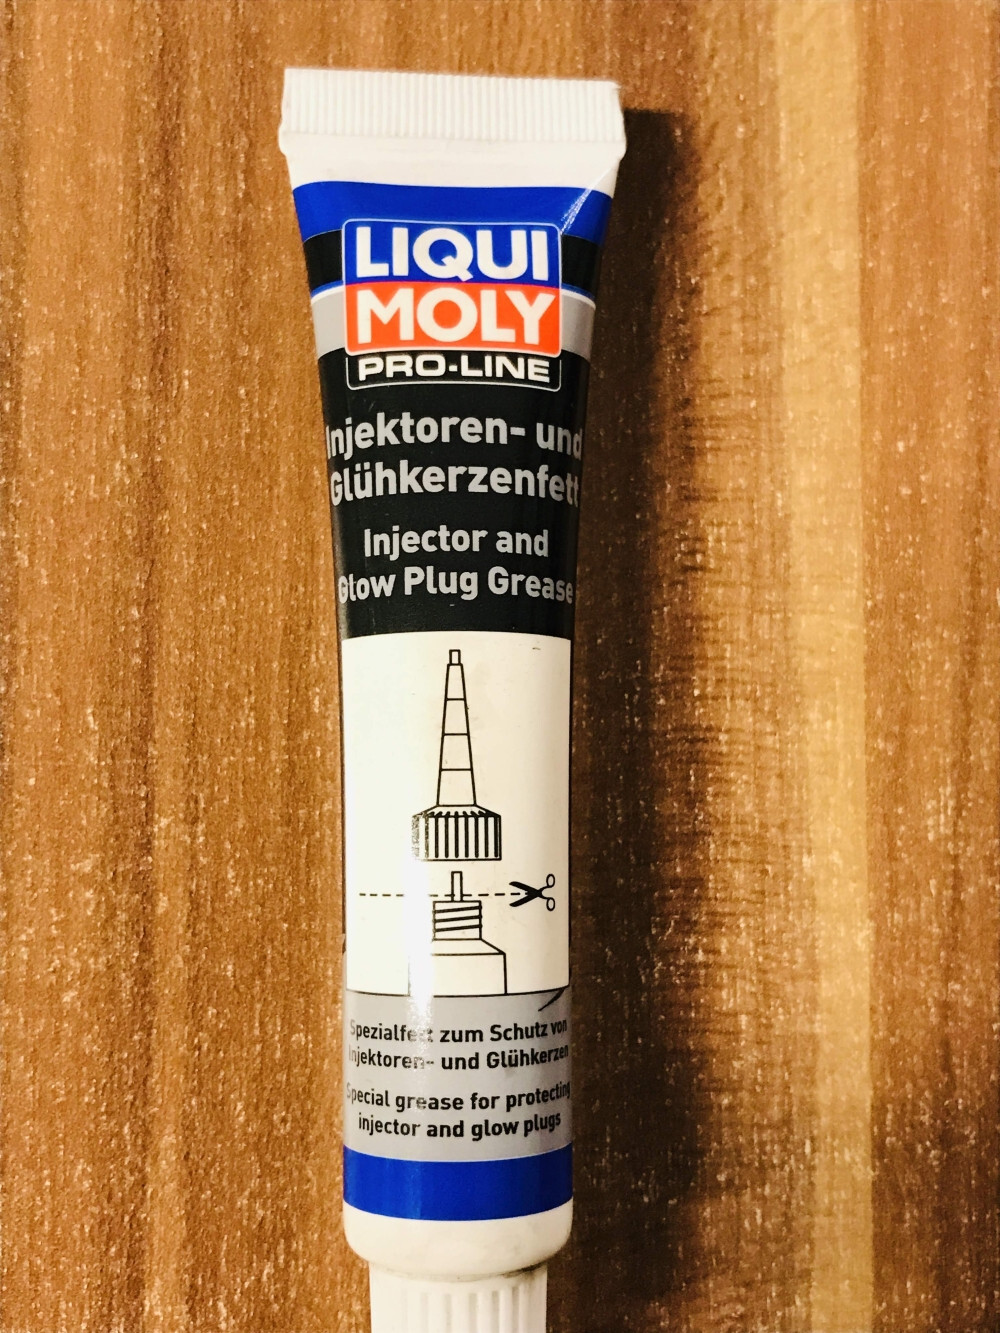 LIQUI
MOLY
PRO-LINE
Injektoren- und
Glühkerzenfett
Injector and
Glow Plug Grease
Spezialfett zum Schutz von
Injektoren- und Glühkerzen
Special grease for protecting
injector and glow plugs